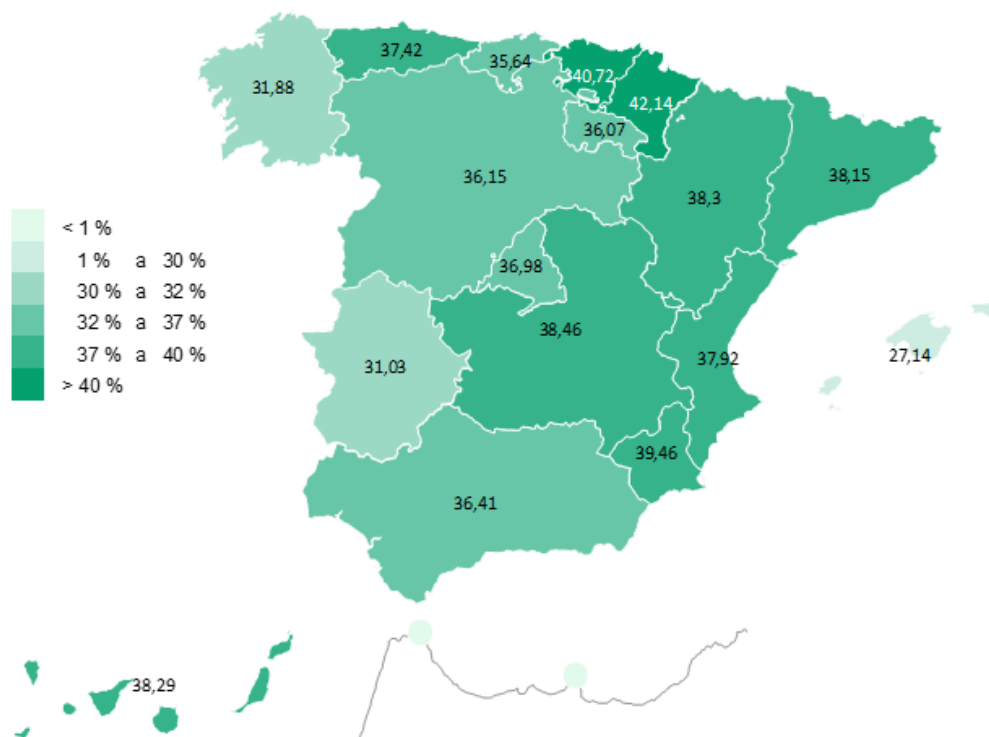 37,42
35,64
340,72
31,88
42,14
36,07
36,15
38,15
38,3
< 1 %
1 % a 30 %
30 % a 32 %
32 % a 37 %
37 % a 40 %
> 40 %
36,98
38,46
37,92
27,14
31,03
39,46
36,41
38,29